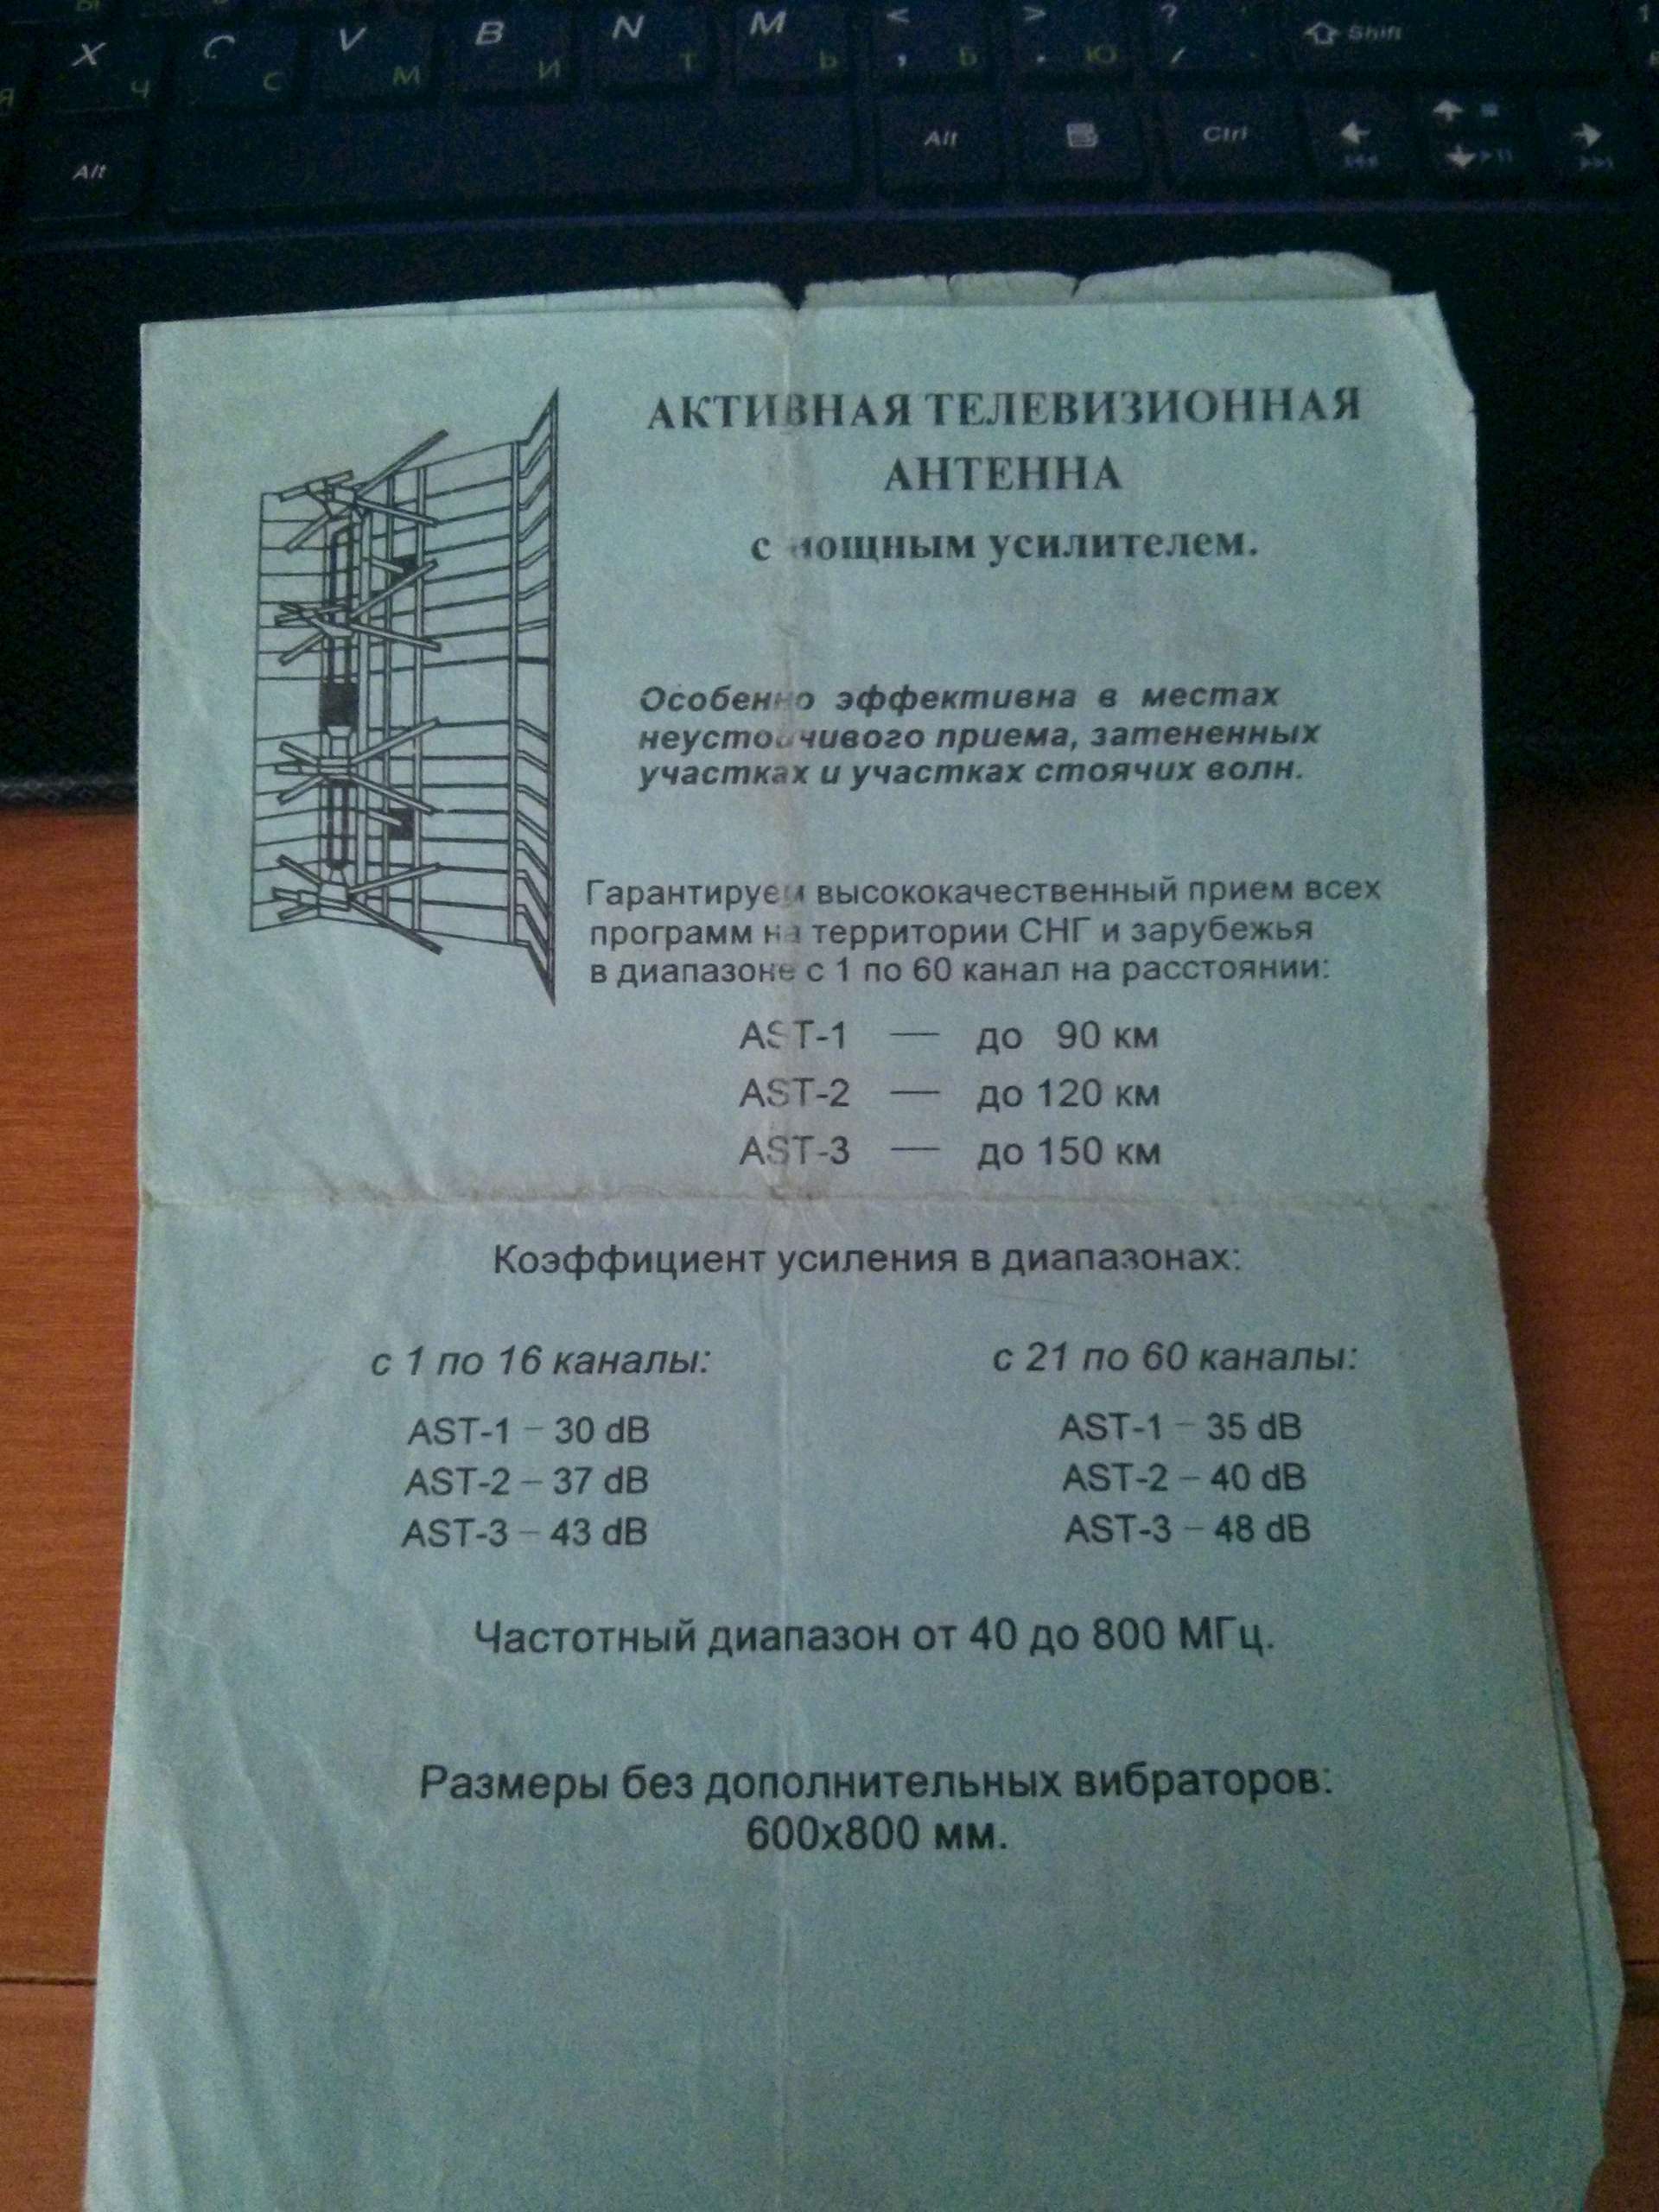 X Ч C С V М B И N Т M Ь < , Б > . Ю ? / Shift
Alt Alt Ctrl
АКТИВНАЯ ТЕЛЕВИЗИОННАЯ
АНТЕННА
с мощным усилителем.
Особенно эффективна в местах
неустойчивого приема, затененных
участках и участках стоячих волн.
Гарантируем высококачественный прием всех
программ на территории СНГ и зарубежья
в диапазоне с 1 по 60 канал на расстоянии:
AST-1 — до 90 км
AST-2 — до 120 км
AST-3 — до 150 км
Коэффициент усиления в диапазонах:
с 1 по 16 каналы:
AST-1 – 30 dB
AST-2 – 37 dB
AST-3 – 43 dB
с 21 по 60 каналы:
AST-1 – 35 dB
AST-2 – 40 dB
AST-3 – 48 dB
Частотный диапазон от 40 до 800 МГц.
Размеры без дополнительных вибраторов:
600x800 мм.